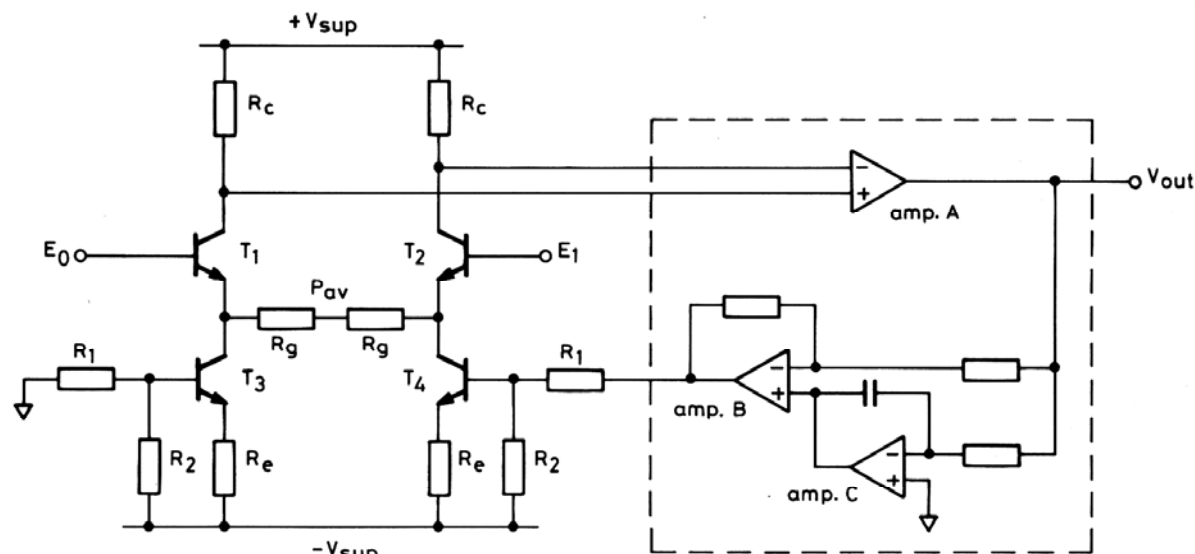 +Vsup
Rc
Rc
Vout
amp. A
E0
T1
T2
E1
Pav
Rg
Rg
R1
T3
T4
R1
amp. B
R2
Re
Re
R2
amp. C
-Vsup